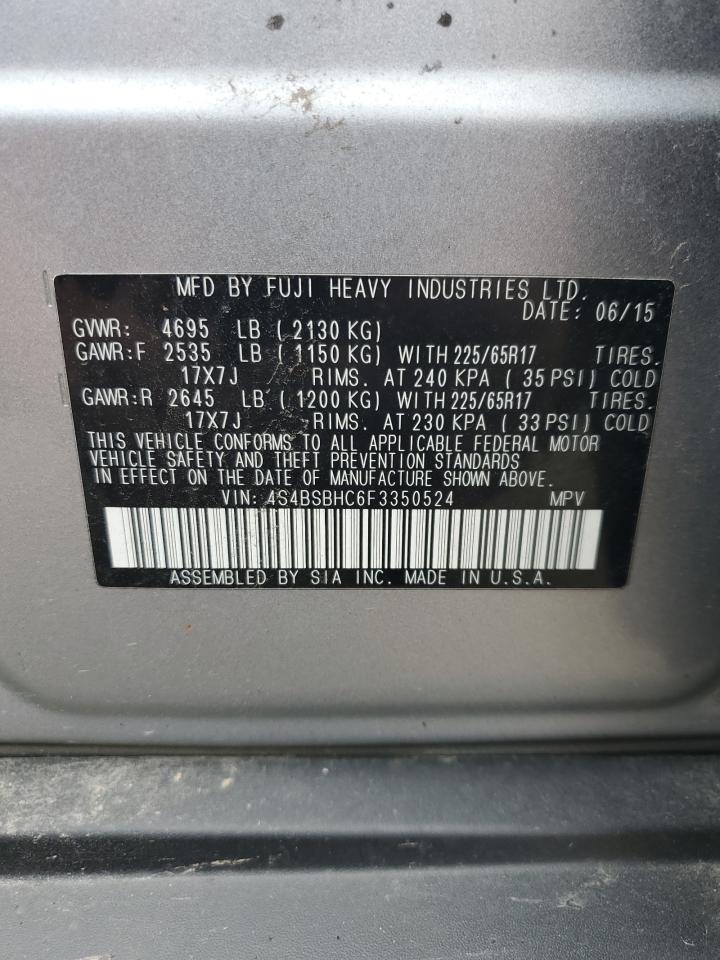 MFD BY FUJI HEAVY INDUSTRIES LTD.
DATE: 06/15
GVWR: 4695 LB (2130 KG)
GAWR:F 2535 LB (1150 KG) WITH 225/65R17 TIRES.
17X7J RIMS. AT 240 KPA (35 PSI) COLD
GAWR:R 2645 LB (1200 KG) WITH 225/65R17 TIRES.
17X7J RIMS. AT 230 KPA (33 PSI) COLD
THIS VEHICLE CONFORMS TO ALL APPLICABLE FEDERAL MOTOR
VEHICLE SAFETY AND THEFT PREVENTION STANDARDS
IN EFFECT ON THE DATE OF MANUFACTURE SHOWN ABOVE.
VIN: 4S4BSBHC6F3350524 MPV
ASSEMBLED BY SIA INC. MADE IN U.S.A.